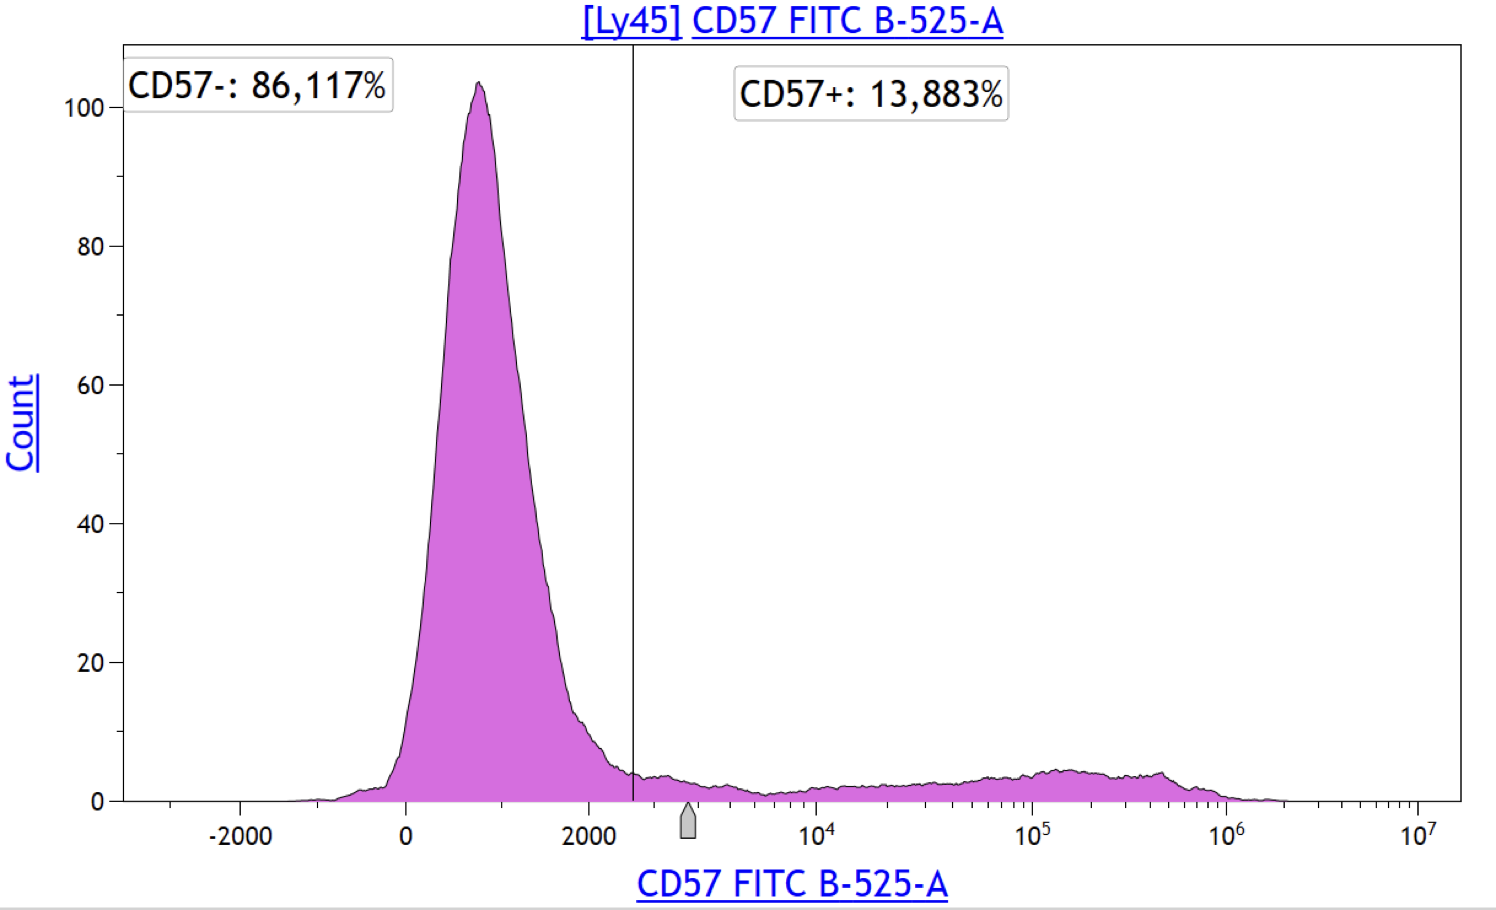 [Ly45] CD57 FITC B-525-A
CD57-: 86,117%
CD57+: 13,883%
100
80
60
40
20
0
Count
-2000 0 2000 10⁴ 10⁵ 10⁶ 10⁷
CD57 FITC B-525-A